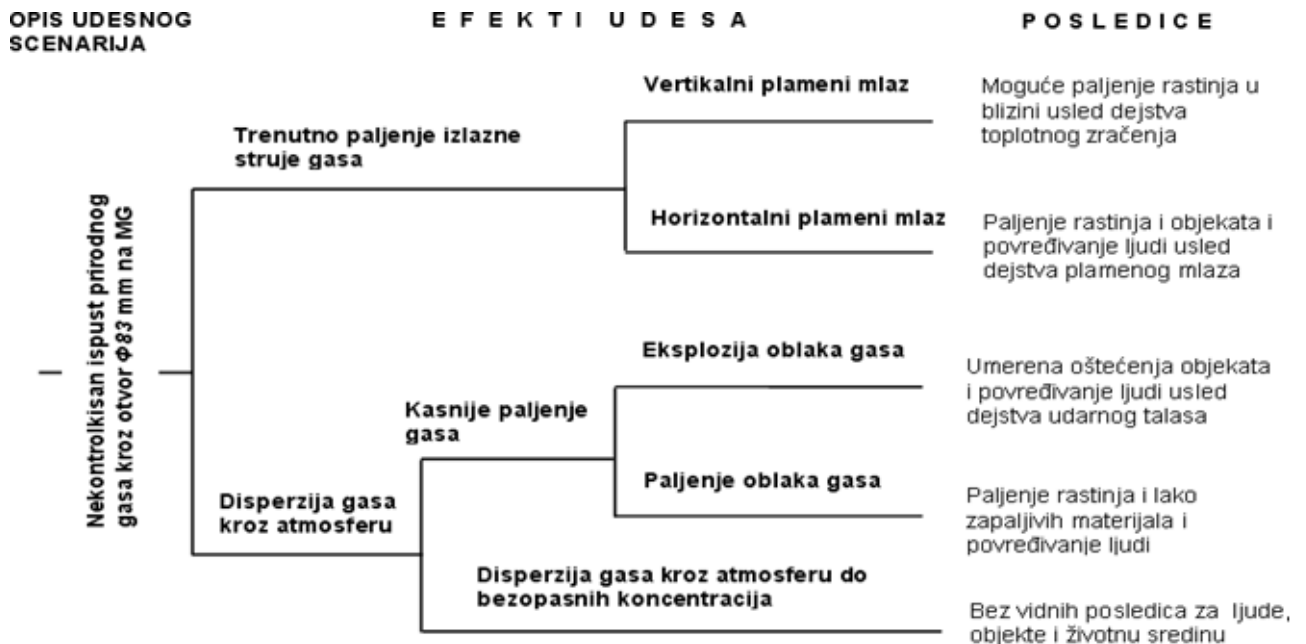 OPIS UDESNOG
SCENARIJA
E F E K T I U D E S A
P O S L E D I C E
Nekontrolkisan ispust prirodnog
gasa kroz otvor Φ83 mm na MG
Trenutno paljenje izlazne
struje gasa
Vertikalni plameni mlaz
Moguće paljenje rastinja u
blizini usled dejstva
toplotnog zračenja
Horizontalni plameni mlaz
Paljenje rastinja i objekata i
povređivanje ljudi usled
dejstva plamenog mlaza
Disperzija gasa
kroz atmosferu
Kasnije paljenje
gasa
Eksplozija oblaka gasa
Umerena oštećenja objekata
i povređivanje ljudi usled
dejstva udarnog talasa
Paljenje oblaka gasa
Paljenje rastinja i lako
zapaljivih materijala i
povređivanje ljudi
Disperzija gasa kroz atmosferu do
bezopasnih koncentracija
Bez vidnih posledica za ljude,
objekte i životnu sredinu